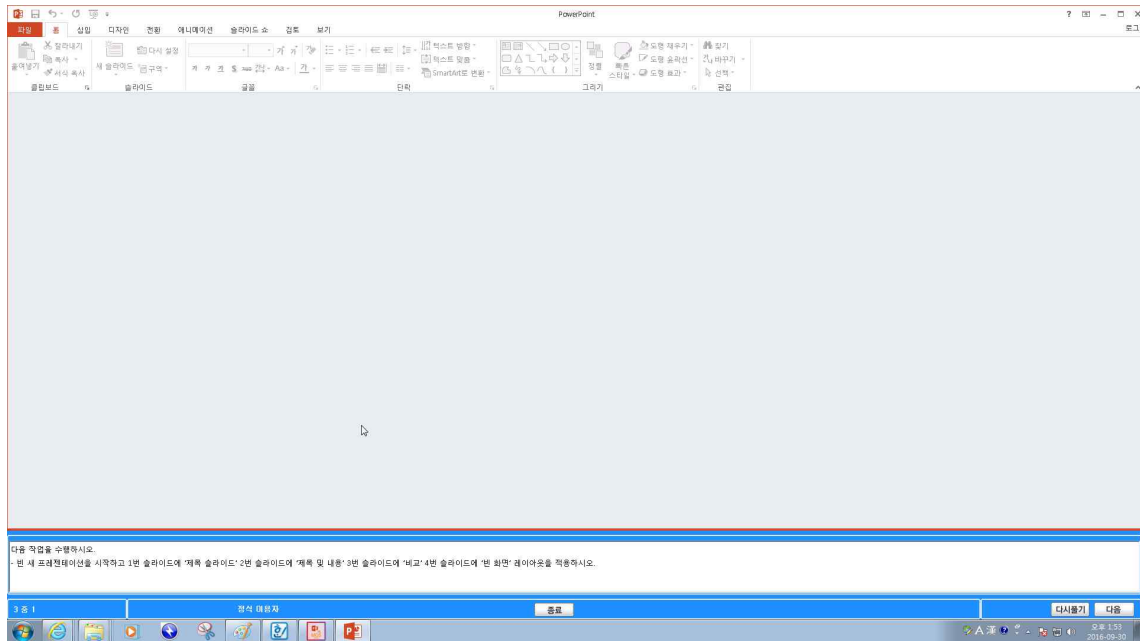 PowerPoint
파일 홈 삽입 디자인 전환 애니메이션 슬라이드 쇼 검토 보기
로그
붙여넣기
잘라내기
복사
서식 복사
새 슬라이드
다시 설정
구역
텍스트 방향
텍스트 맞춤
SmartArt로 변환
정렬
빠른 스타일
도형 채우기
도형 윤곽선
도형 효과
찾기
바꾸기
선택
클립보드 슬라이드 글꼴 단락 그리기 편집
다음 작업을 수행하시오.
- 빈 새 프레젠테이션을 시작하고 1번 슬라이드에 '제목 슬라이드' 2번 슬라이드에 '제목 및 내용' 3번 슬라이드에 '비교' 4번 슬라이드에 '빈 화면' 레이아웃을 적용하시오.
3 중 1
정식 이용자
종료
다시풀기 다음
오후 1:53
2016-09-30